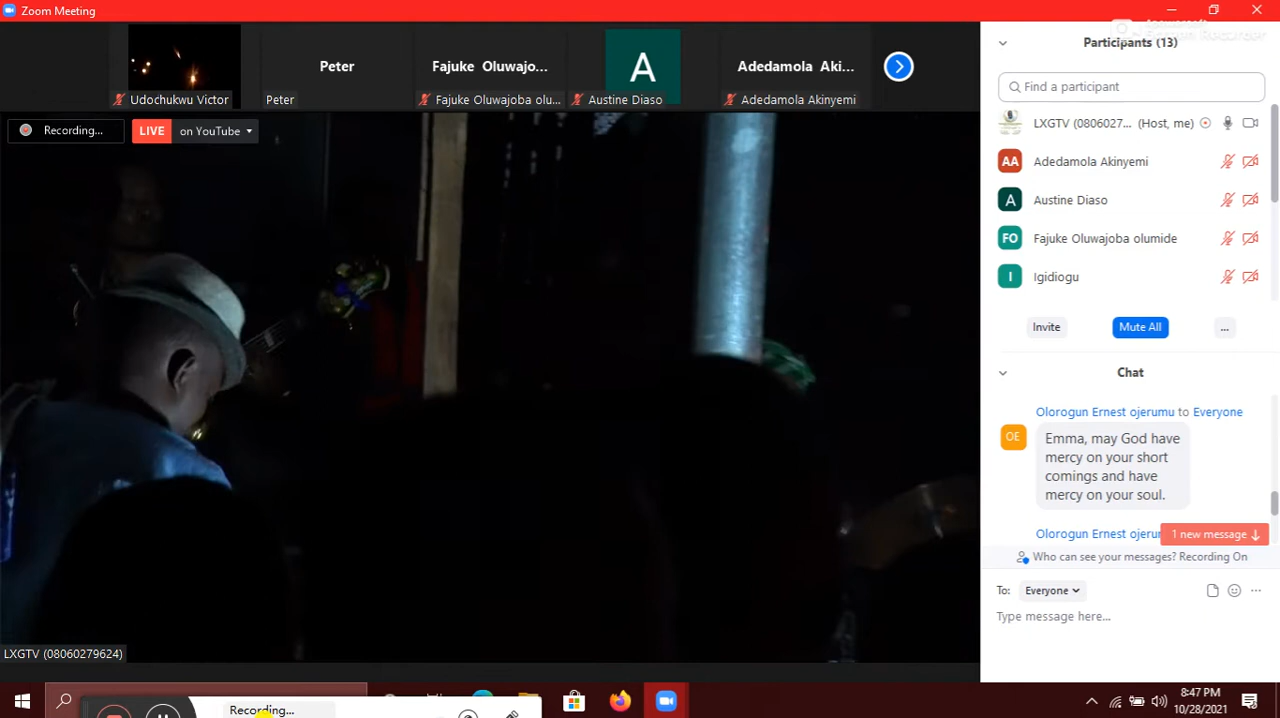 Zoom Meeting
Udochukwu Victor
Peter
Peter
Fajuke Oluwajo...
Fajuke Oluwajoba olu...
A
Austine Diaso
Adedamola Aki...
Adedamola Akinyemi
Recording...
LIVE on YouTube
LXGTV (08060279624)
Participants (13)
Find a participant
LXGTV (0806027... (Host, me)
AA Adedamola Akinyemi
A Austine Diaso
FO Fajuke Oluwajoba olumide
I Igidiogu
Invite
Mute All
...
Chat
Olorogun Ernest ojerumu to Everyone
OE
Emma, may God have
mercy on your short
comings and have
mercy on your soul.
Olorogun Ernest
1 new message
Who can see your messages? Recording On
To: Everyone
Type message here...
Recording...
8:47 PM
10/28/2021